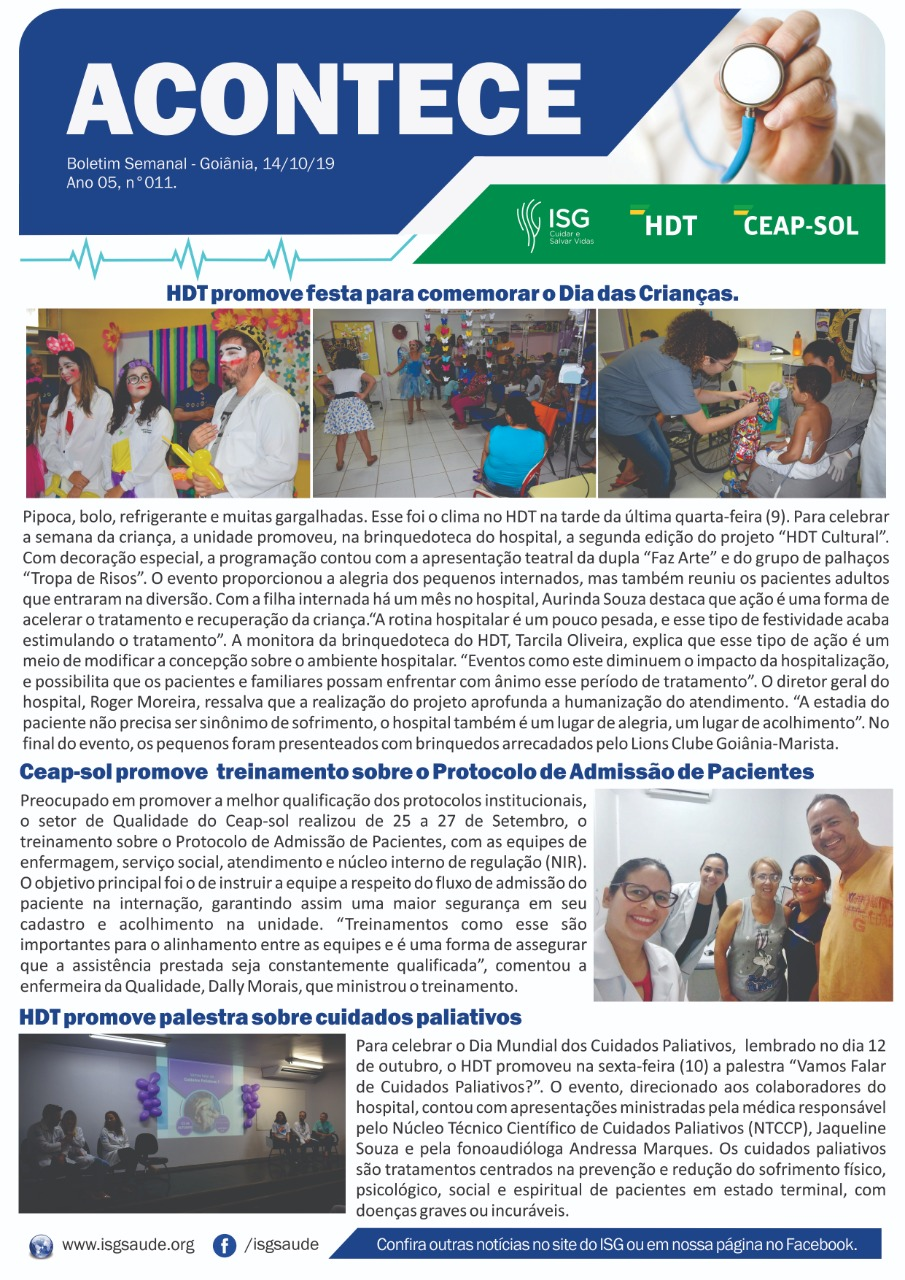 ACONTECE
Boletim Semanal - Goiânia, 14/10/19
Ano 05, n°011.
ISG
Cuidar e
Salvar Vidas
HDT
CEAP-SOL
HDT promove festa para comemorar o Dia das Crianças.
Pipoca, bolo, refrigerante e muitas gargalhadas. Esse foi o clima no HDT na tarde da última quarta-feira (9). Para celebrar
a semana da criança, a unidade promoveu, na brinquedoteca do hospital, a segunda edição do projeto “HDT Cultural”.
Com decoração especial, a programação contou com a apresentação teatral da dupla “Faz Arte” e do grupo de palhaços
“Tropa de Risos”. O evento proporcionou a alegria dos pequenos internados, mas também reuniu os pacientes adultos
que entraram na diversão. Com a filha internada há um mês no hospital, Aurinda Souza destaca que ação é uma forma de
acelerar o tratamento e recuperação da criança.“A rotina hospitalar é um pouco pesada, e esse tipo de festividade acaba
estimulando o tratamento”. A monitora da brinquedoteca do HDT, Tarcila Oliveira, explica que esse tipo de ação é um
meio de modificar a concepção sobre o ambiente hospitalar. “Eventos como este diminuem o impacto da hospitalização,
e possibilita que os pacientes e familiares possam enfrentar com ânimo esse período de tratamento”. O diretor geral do
hospital, Roger Moreira, ressalva que a realização do projeto aprofunda a humanização do atendimento. “A estadia do
paciente não precisa ser sinônimo de sofrimento, o hospital também é um lugar de alegria, um lugar de acolhimento”. No
final do evento, os pequenos foram presenteados com brinquedos arrecadados pelo Lions Clube Goiânia-Marista.
Ceap-sol promove treinamento sobre o Protocolo de Admissão de Pacientes
Preocupado em promover a melhor qualificação dos protocolos institucionais,
o setor de Qualidade do Ceap-sol realizou de 25 a 27 de Setembro, o
treinamento sobre o Protocolo de Admissão de Pacientes, com as equipes de
enfermagem, serviço social, atendimento e núcleo interno de regulação (NIR).
O objetivo principal foi o de instruir a equipe a respeito do fluxo de admissão do
paciente na internação, garantindo assim uma maior segurança em seu
cadastro e acolhimento na unidade. “Treinamentos como esse são
importantes para o alinhamento entre as equipes e é uma forma de assegurar
que a assistência prestada seja constantemente qualificada”, comentou a
enfermeira da Qualidade, Dally Morais, que ministrou o treinamento.
HDT promove palestra sobre cuidados paliativos
Para celebrar o Dia Mundial dos Cuidados Paliativos, lembrado no dia 12
de outubro, o HDT promoveu na sexta-feira (10) a palestra “Vamos Falar
de Cuidados Paliativos?”. O evento, direcionado aos colaboradores do
hospital, contou com apresentações ministradas pela médica responsável
pelo Núcleo Técnico Científico de Cuidados Paliativos (NTCCP), Jaqueline
Souza e pela fonoaudióloga Andressa Marques. Os cuidados paliativos
são tratamentos centrados na prevenção e redução do sofrimento físico,
psicológico, social e espiritual de pacientes em estado terminal, com
doenças graves ou incuráveis.
www.isgsaude.org
/isgsaude
Confira outras notícias no site do ISG ou em nossa página no Facebook.